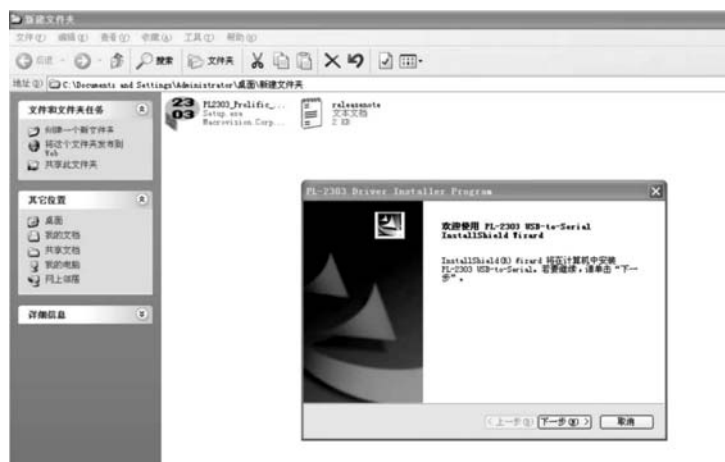 新建文件夹
文件(F) 编辑(E) 查看(V) 收藏(A) 工具(T) 帮助(H)
后退 搜索 文件夹
地址(D) C:\Documents and Settings\Administrator\桌面\新建文件夹
文件和文件夹任务
创建一个新文件夹
将这个文件夹发布到
Web
共享此文件夹
其它位置
桌面
我的文档
共享文档
我的电脑
网上邻居
详细信息
23
03
PL2303_Prolific_...
Setup.exe
Macrovision Corp...
releasenote
文本文档
2 KB
PL-2303 Driver Installer Program
欢迎使用 PL-2303 USB-to-Serial
InstallShield Wizard
InstallShield(R) Wizard 将在计算机中安装
PL-2303 USB-to-Serial。若要继续，请单击“下一
步”。
<上一步(B) 下一步(N) > 取消